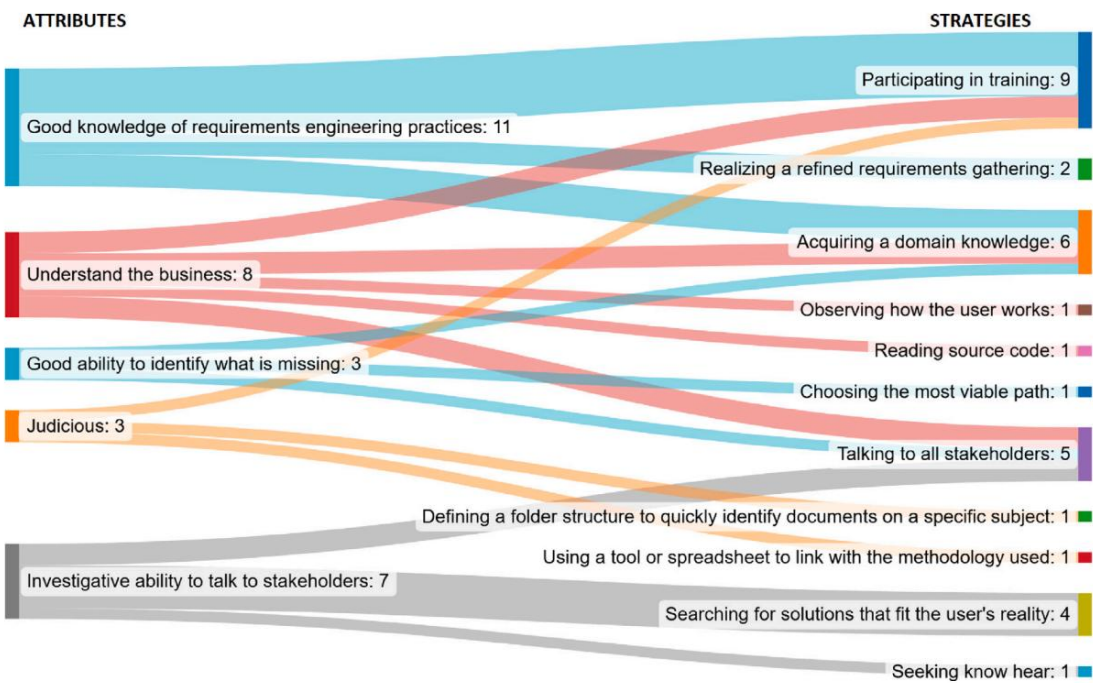 ATTRIBUTES
STRATEGIES
Participating in training: 9
Good knowledge of requirements engineering practices: 11
Realizing a refined requirements gathering: 2
Acquiring a domain knowledge: 6
Understand the business: 8
Observing how the user works: 1
Reading source code: 1
Good ability to identify what is missing: 3
Choosing the most viable path: 1
Judicious: 3
Talking to all stakeholders: 5
Defining a folder structure to quickly identify documents on a specific subject: 1
Using a tool or spreadsheet to link with the methodology used: 1
Investigative ability to talk to stakeholders: 7
Searching for solutions that fit the user's reality: 4
Seeking know hear: 1